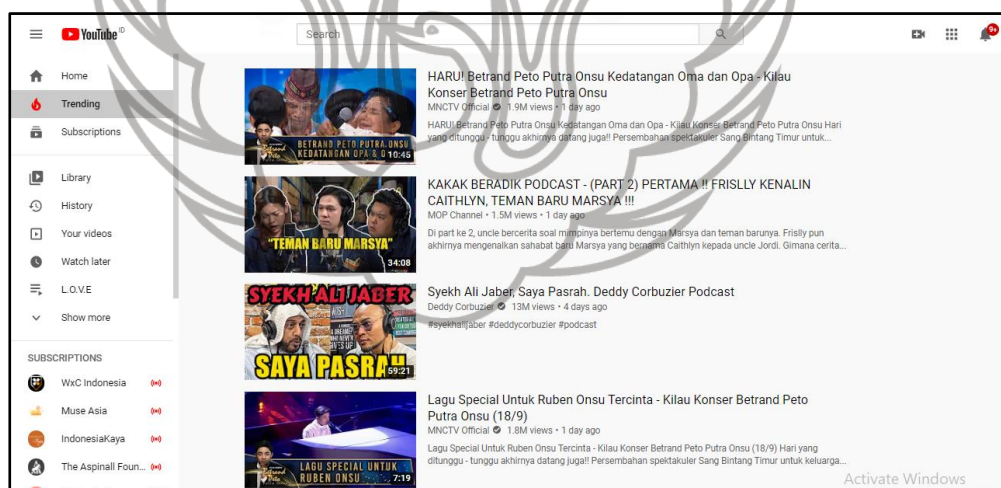 YouTube ID
Search
9+
Home
Trending
Subscriptions
Library
History
Your videos
Watch later
L.O.V.E
Show more
SUBSCRIPTIONS
WxC Indonesia
Muse Asia
IndonesiaKaya
The Aspinall Foun...
BETRAND PETO PUTRA ONSU
KEDATANGAN OPA & O
10:45
HARU! Betrand Peto Putra Onsu Kedatangan Oma dan Opa - Kilau
Konser Betrand Peto Putra Onsu
MNCTV Official • 1.9M views • 1 day ago
HARU! Betrand Peto Putra Onsu Kedatangan Oma dan Opa - Kilau Konser Betrand Peto Putra Onsu Hari
yang ditunggu - tunggu akhirnya datang juga!! Persembahan spektakuler Sang Bintang Timur untuk...
"TEMAN BARU MARSYA"
34:08
KAKAK BERADIK PODCAST - (PART 2) PERTAMA !! FRISLLY KENALIN
CAITHLYN, TEMAN BARU MARSYA !!!
MOP Channel • 1.5M views • 1 day ago
Di part ke 2, uncle bercerita soal mimpinya bertemu dengan Marsya dan teman barunya. Frislly pun
akhirnya mengenalkan sahabat baru Marsya yang bernama Caithlyn kepada uncle Jordi. Gimana cerita...
SYEKH ALI JABER
SAYA PASRAH
59:21
Syekh Ali Jaber, Saya Pasrah. Deddy Corbuzier Podcast
Deddy Corbuzier • 13M views • 4 days ago
#syekhalijaber #deddycorbuzier #podcast
LAGU SPECIAL UNTUK
RUBEN ONSU
7:19
Lagu Special Untuk Ruben Onsu Tercinta - Kilau Konser Betrand Peto
Putra Onsu (18/9)
MNCTV Official • 1.8M views • 1 day ago
Lagu Special Untuk Ruben Onsu Tercinta - Kilau Konser Betrand Peto Putra Onsu (18/9) Hari yang
ditunggu - tunggu akhirnya datang juga!! Persembahan spektakuler Sang Bintang Timur untuk keluarga...
Activate Windows